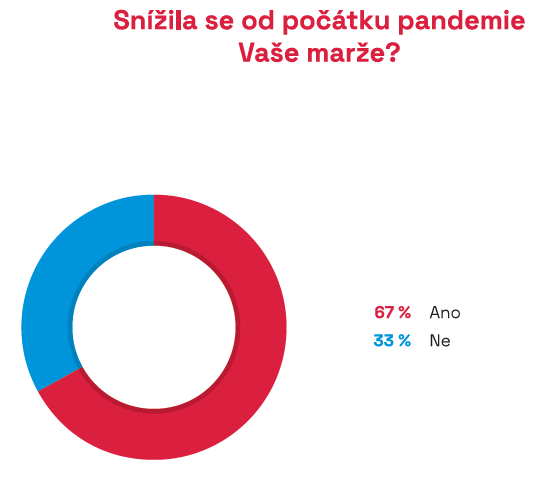 Snížila se od počátku pandemie
Vaše marže?
67 % Ano
33 % Ne